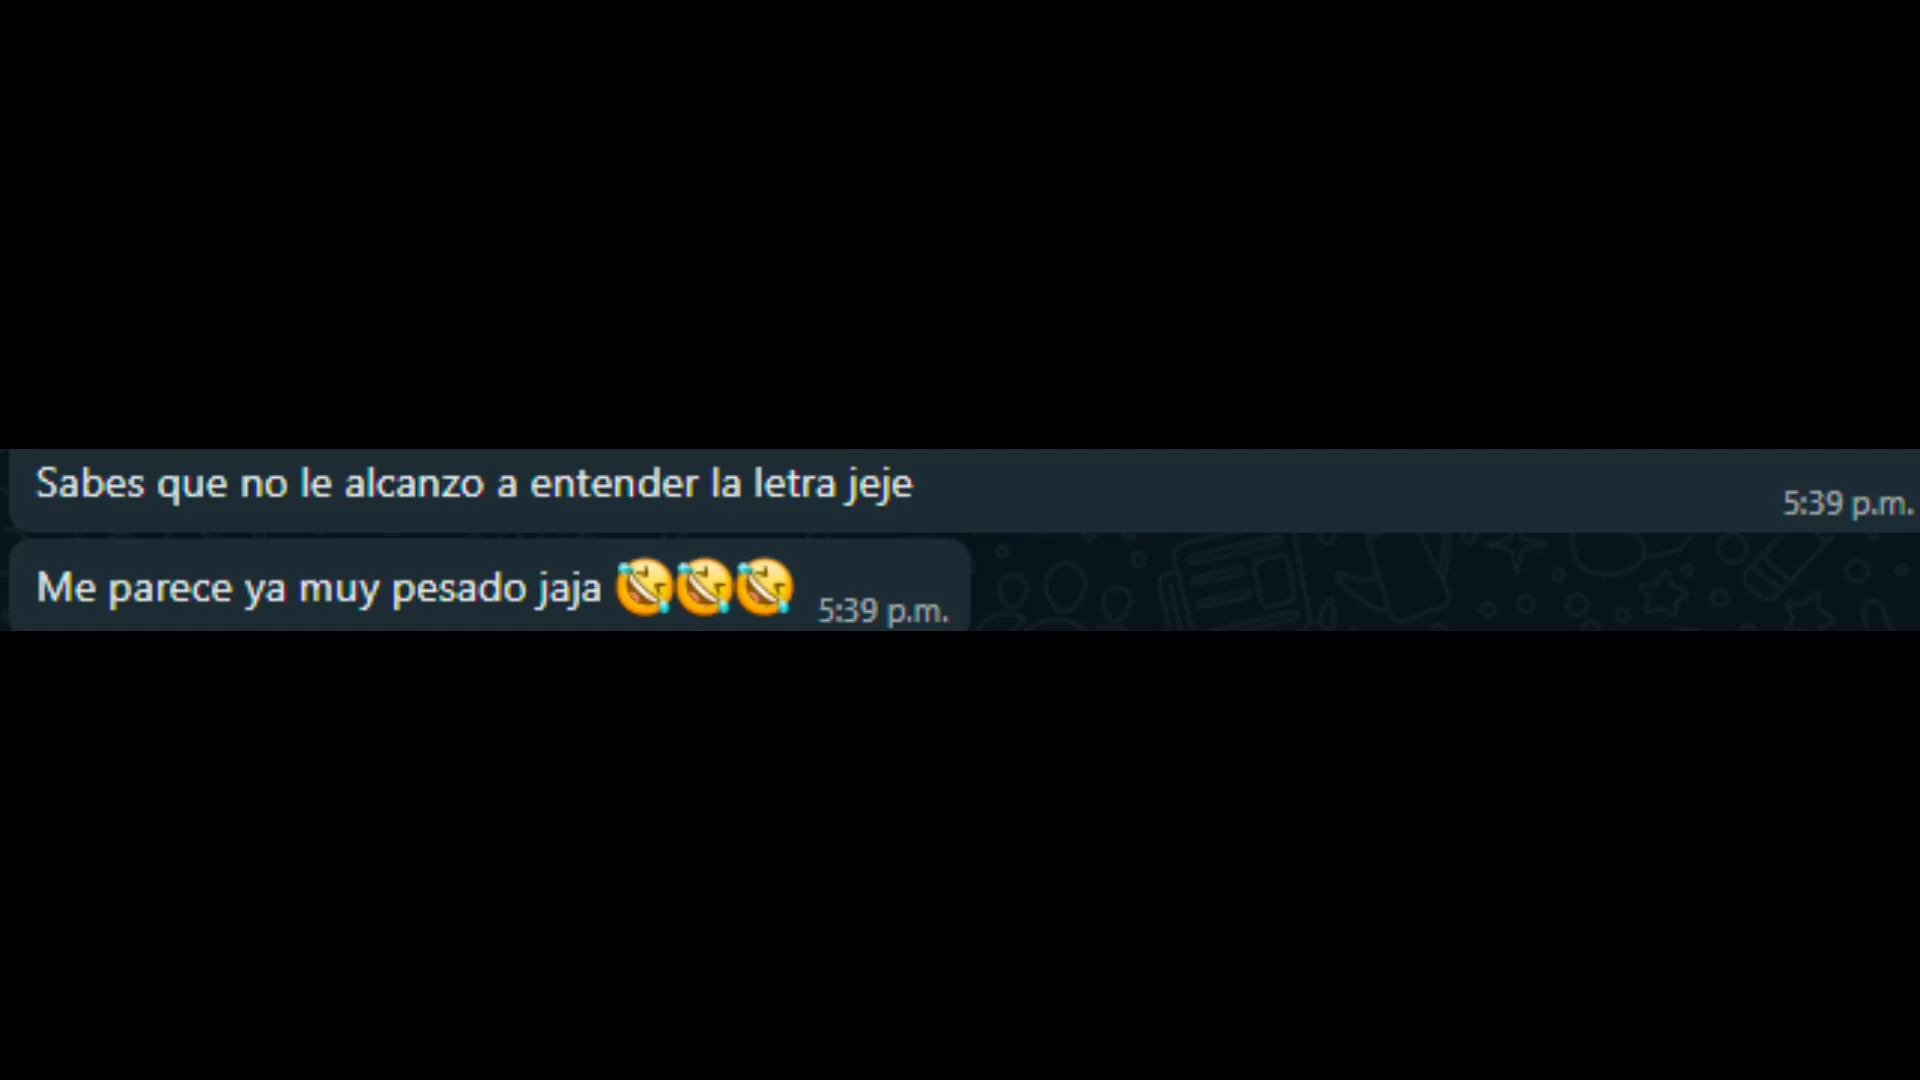 Sabes que no le alcanzo a entender la letra jeje
5:39 p.m.
Me parece ya muy pesado jaja 🤣🤣🤣
5:39 p.m.